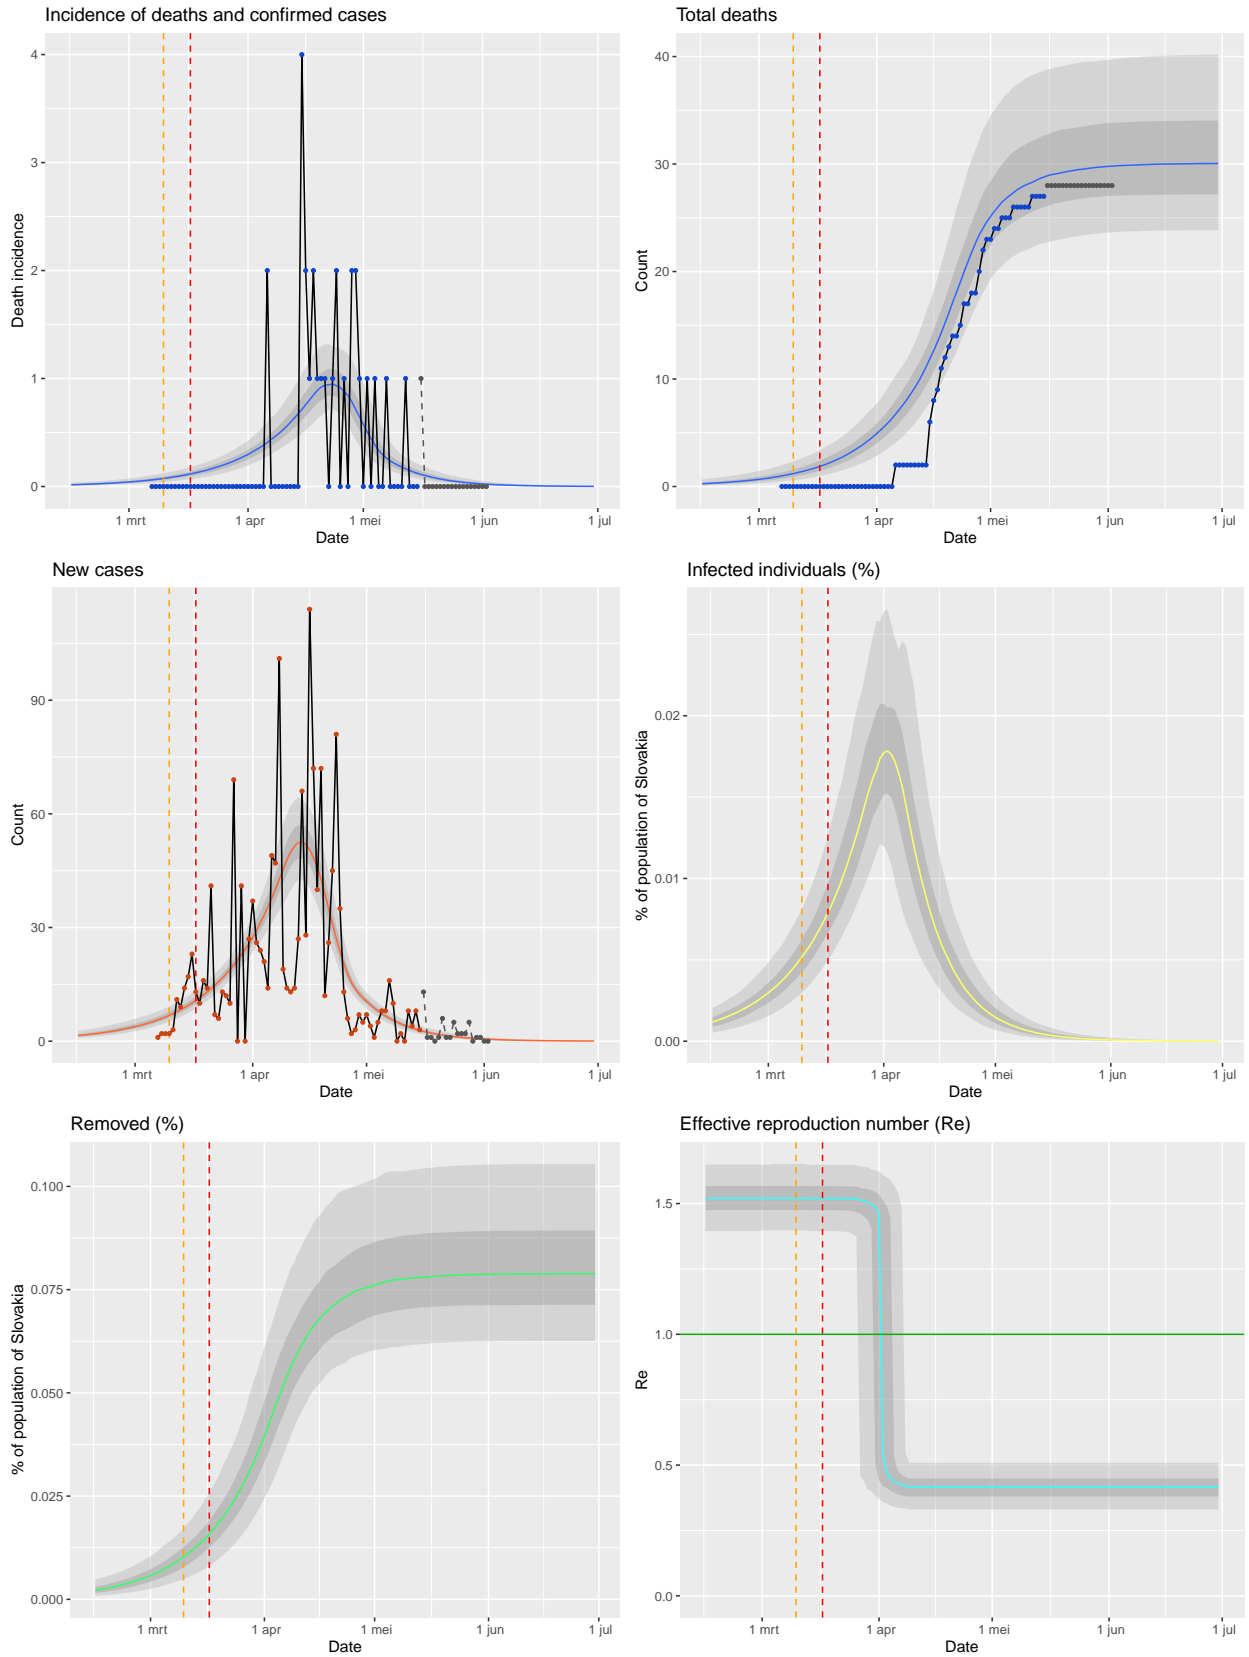 Incidence of deaths and confirmed cases
Death incidence
4
3
2
1
0
1 mrt 1 apr 1 mei 1 jun 1 jul
Date
Total deaths
Count
40
30
20
10
0
1 mrt 1 apr 1 mei 1 jun 1 jul
Date
New cases
Count
90
60
30
0
1 mrt 1 apr 1 mei 1 jun 1 jul
Date
Infected individuals (%)
% of population of Slovakia
0.02
0.01
0.00
1 mrt 1 apr 1 mei 1 jun 1 jul
Date
Removed (%)
% of population of Slovakia
0.100
0.075
0.050
0.025
0.000
1 mrt 1 apr 1 mei 1 jun 1 jul
Date
Effective reproduction number (Re)
Re
1.5
1.0
0.5
0.0
1 mrt 1 apr 1 mei 1 jun 1 jul
Date